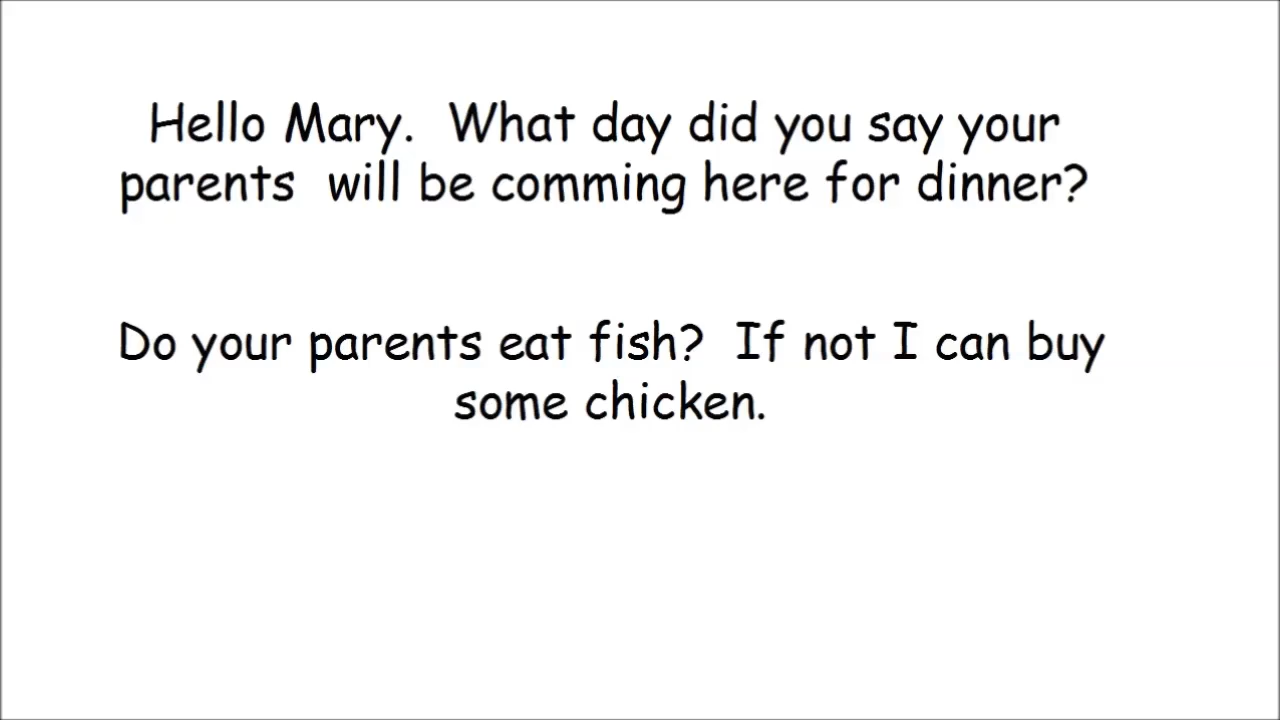 Hello Mary.  What day did you say your
parents  will be comming here for dinner?
Do your parents eat fish?  If not I can buy
some chicken.